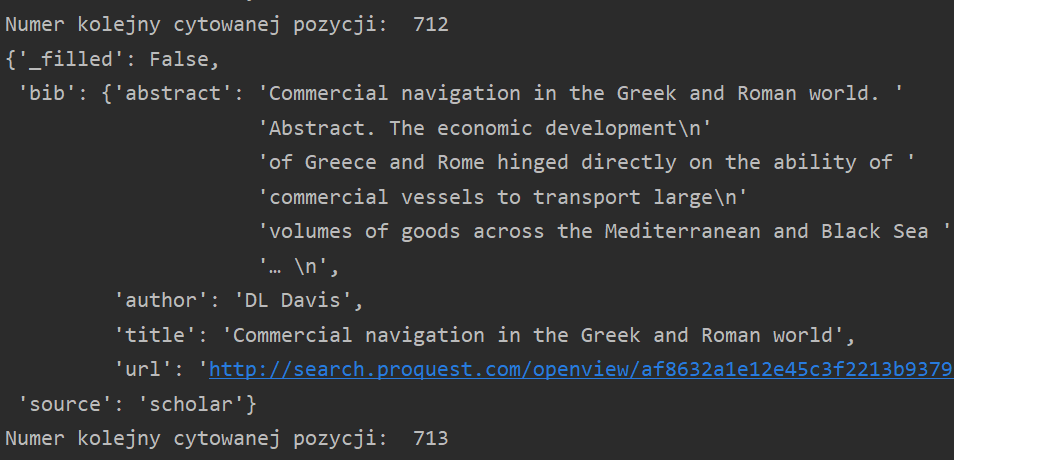 Numer kolejny cytowanej pozycji:  712
{'_filled': False,
 'bib': {'abstract': 'Commercial navigation in the Greek and Roman world. '
                     'Abstract. The economic development\n'
                     'of Greece and Rome hinged directly on the ability of '
                     'commercial vessels to transport large\n'
                     'volumes of goods across the Mediterranean and Black Sea '
                     '… \n',
         'author': 'DL Davis',
         'title': 'Commercial navigation in the Greek and Roman world',
         'url': 'http://search.proquest.com/openview/af8632a1e12e45c3f2213b9379
 'source': 'scholar'}
Numer kolejny cytowanej pozycji:  713